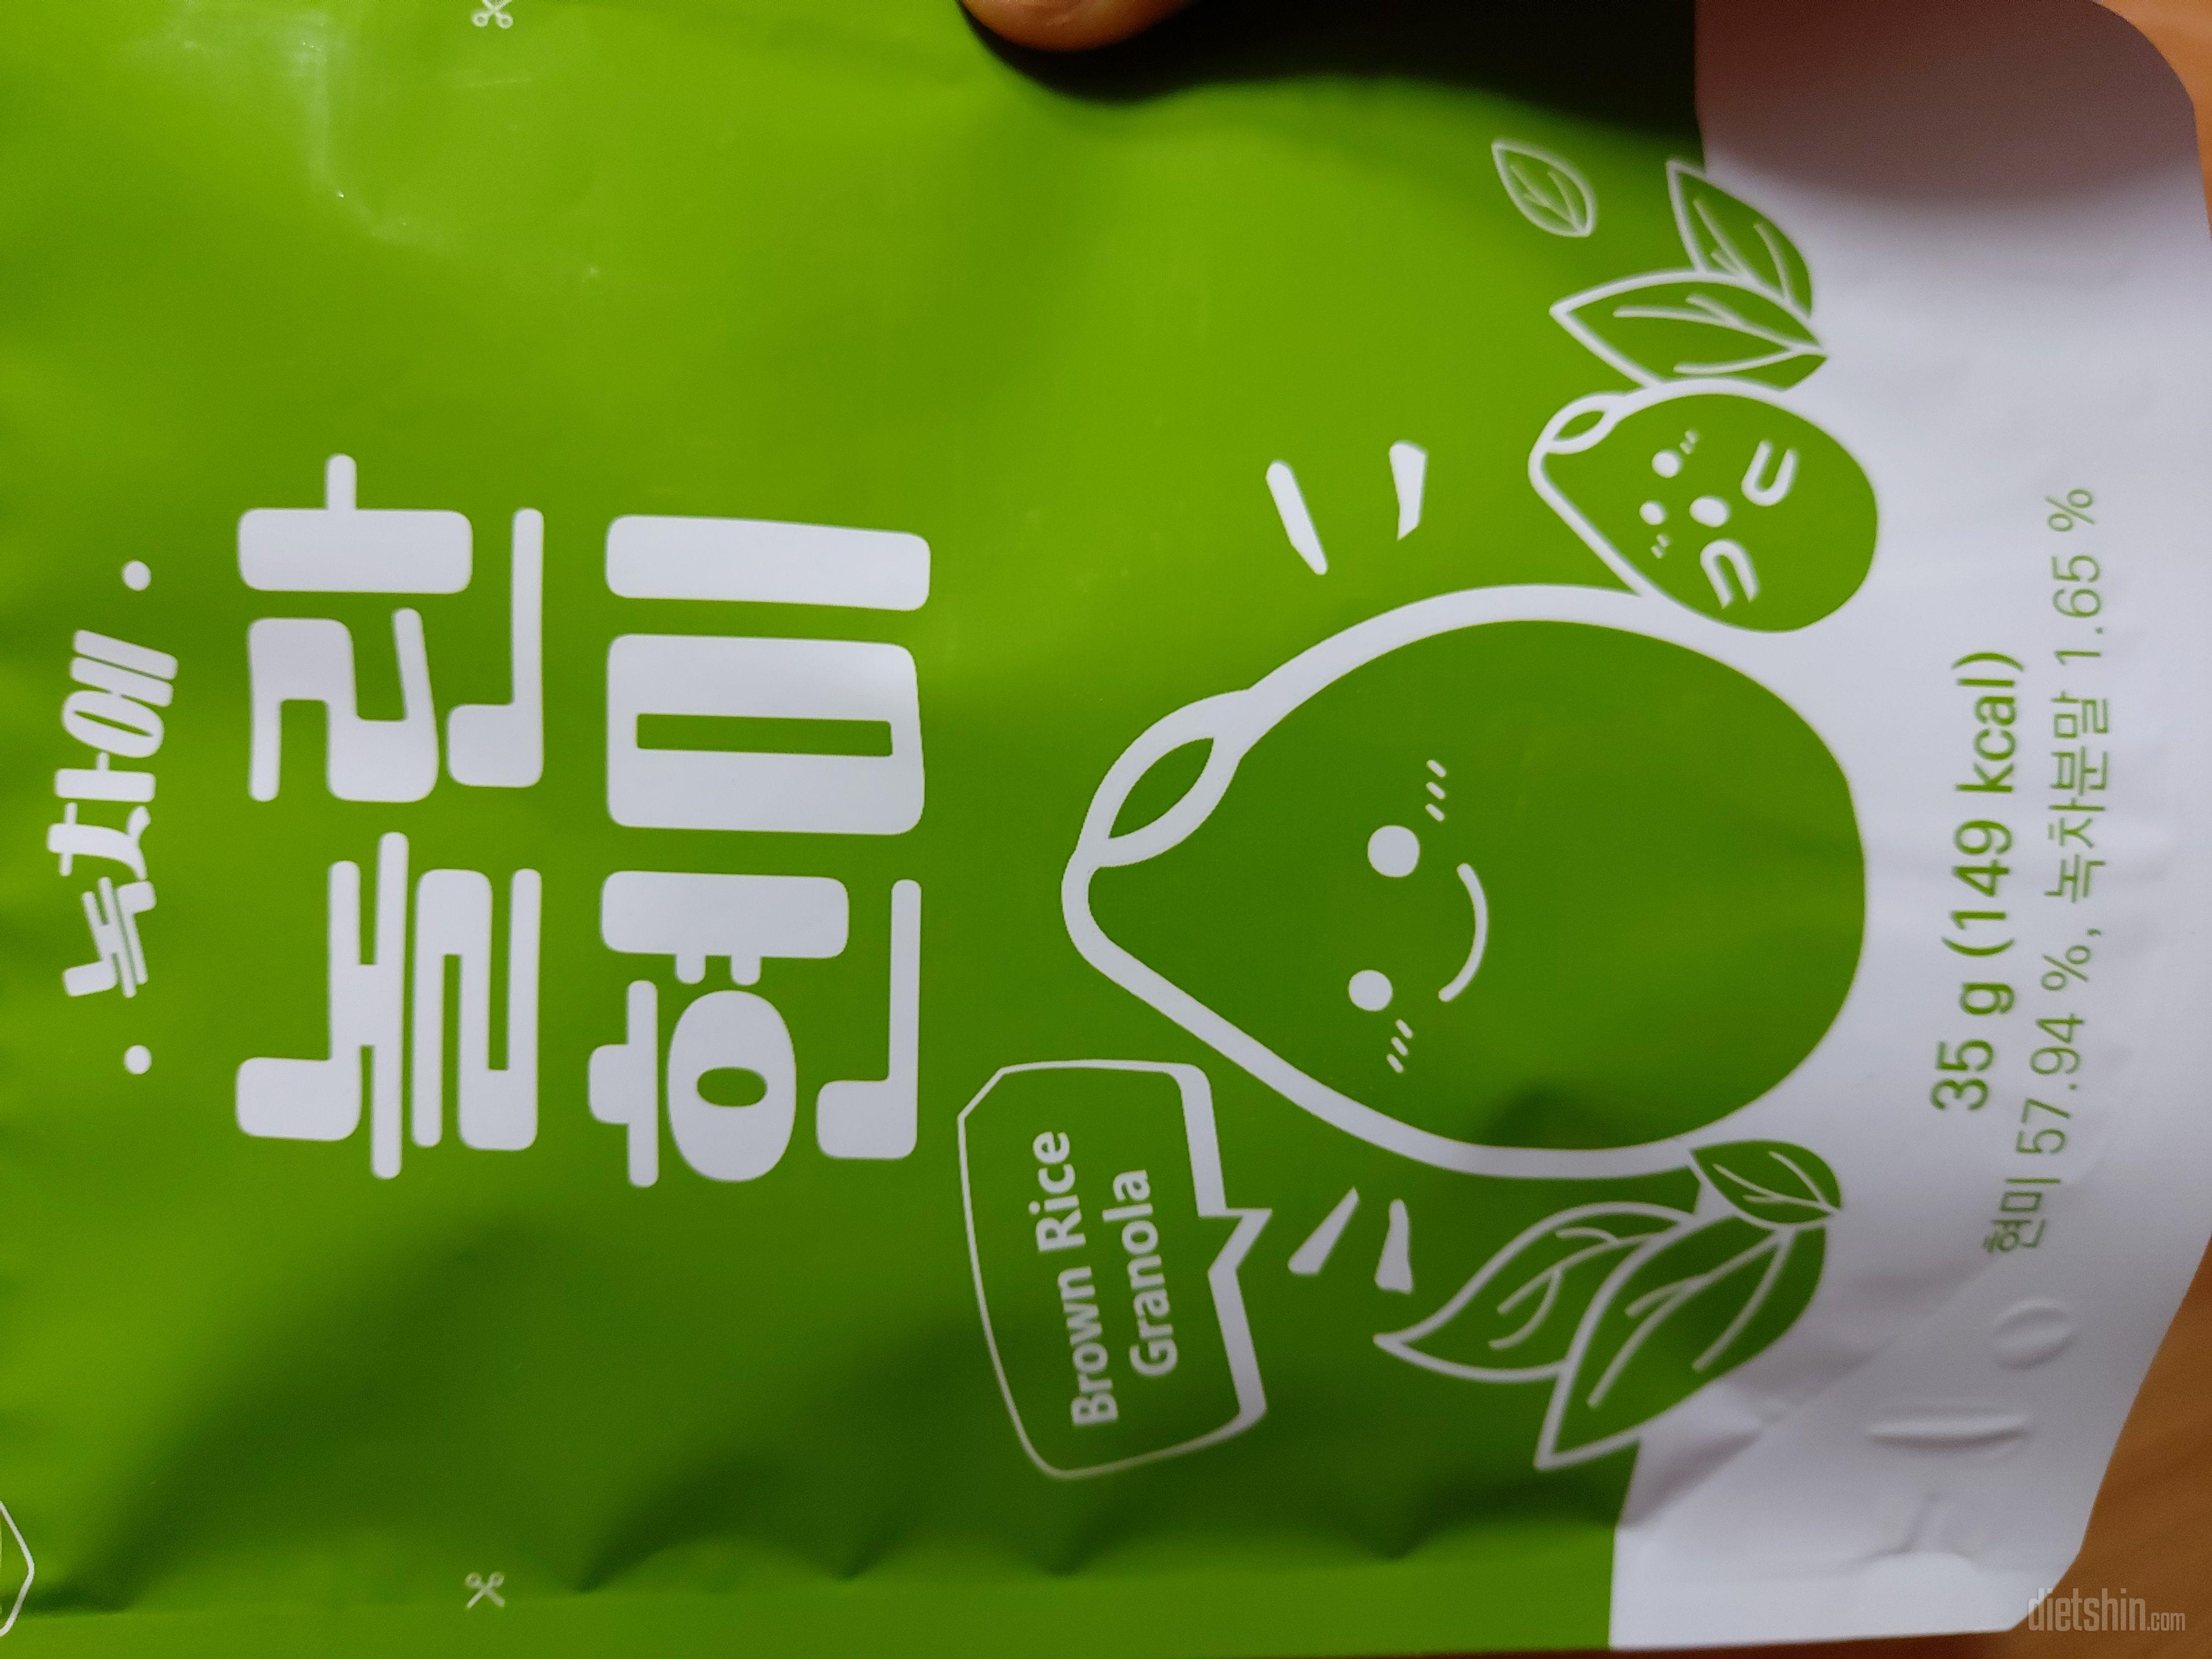 • 녹차에 •
놀란
현미
Brown Rice
Granola
35 g (149 kcal)
현미 57.94 %, 녹차분말 1.65 %
dietshin.com